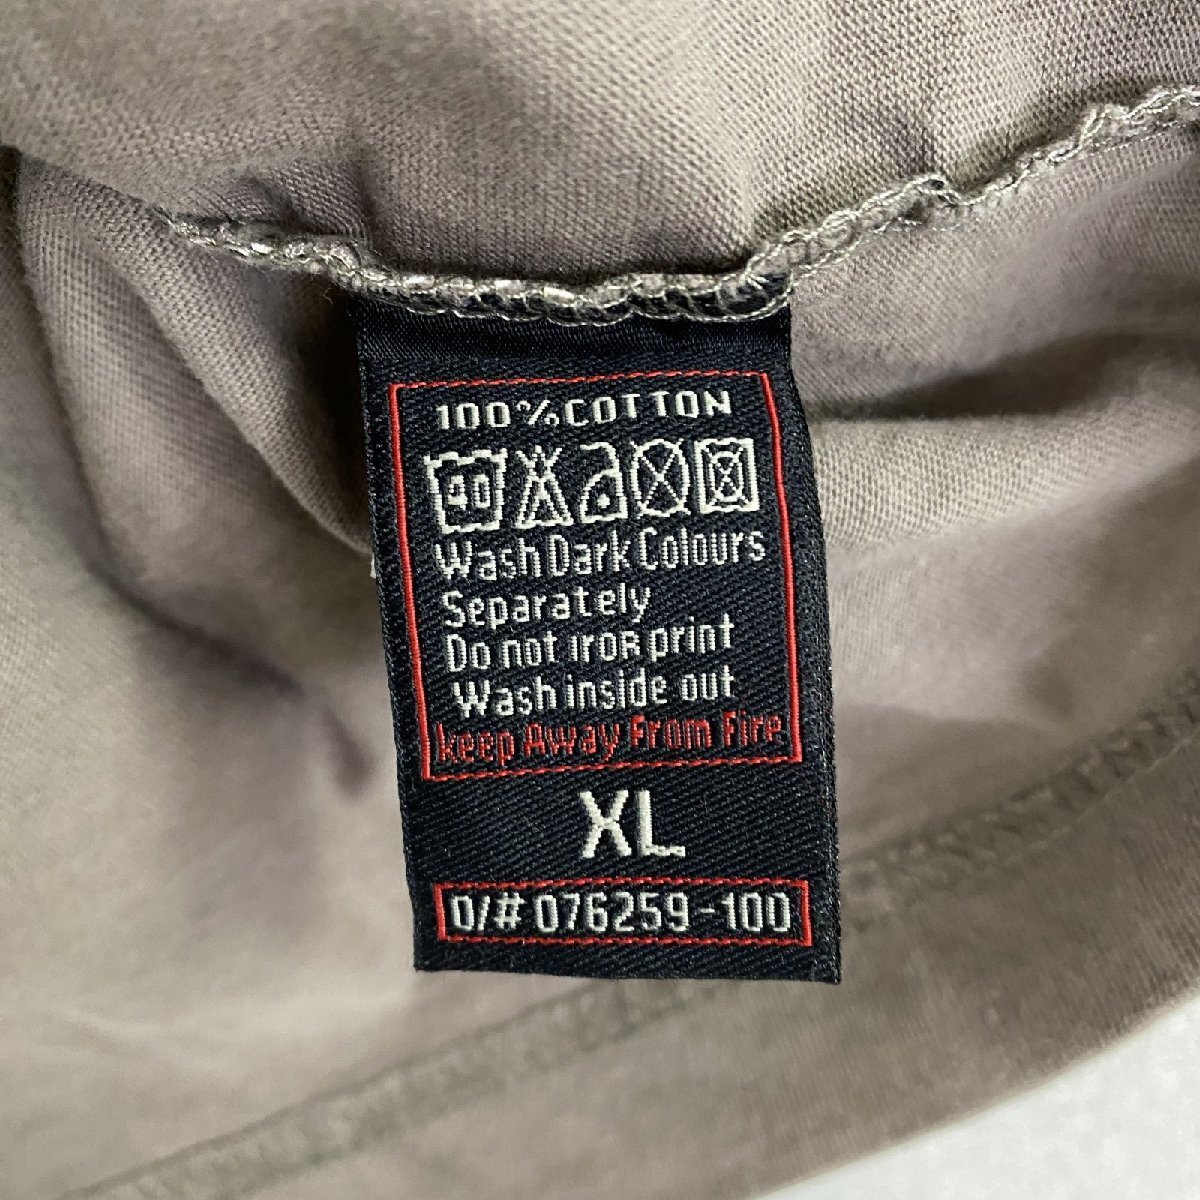 100%COTTON
40
Wash Dark Colours
Separately
Do not IROR print
Wash inside out
keep Away From Fire
XL
O/# 076259-100